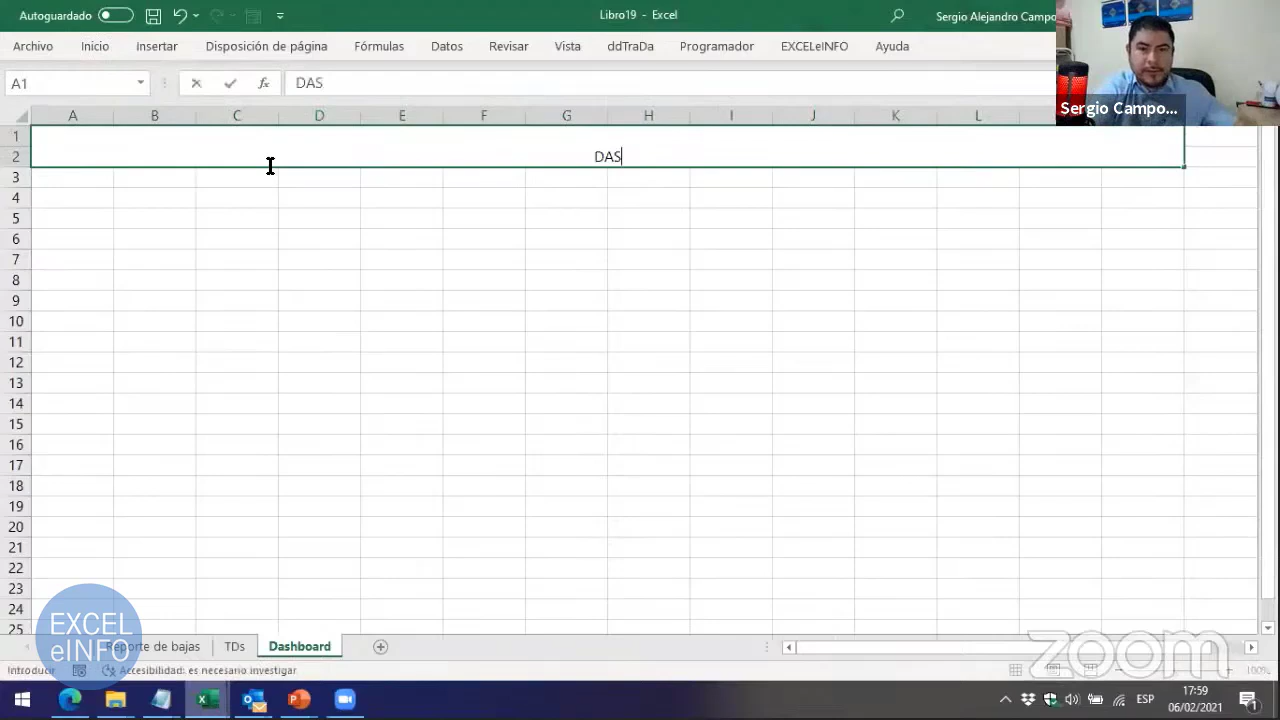 Autoguardado
Libro19 - Excel
Sergio Alejandro Campo
Archivo Inicio Insertar Disposición de página Fórmulas Datos Revisar Vista ddTraDa Programador EXCELeINFO Ayuda
A1 fx DAS
Sergio Campo...
A B C D E F G H I J K L
1
DAS
2
3
4
5
6
7
8
9
10
11
12
13
14
15
16
17
18
19
20
21
22
23
24
25
EXCEL
eINFO
Reporte de bajas TDs Dashboard
zoom
Introducir Accesibilidad: es necesario investigar 100%
ESP 17:59
06/02/2021
1